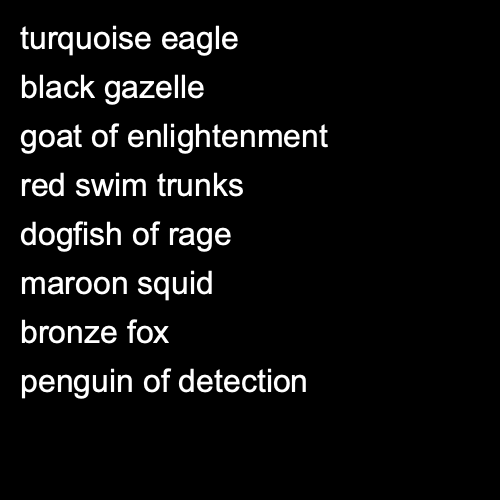 turquoise eagle
black gazelle
goat of enlightenment
red swim trunks
dogfish of rage
maroon squid
bronze fox
penguin of detection